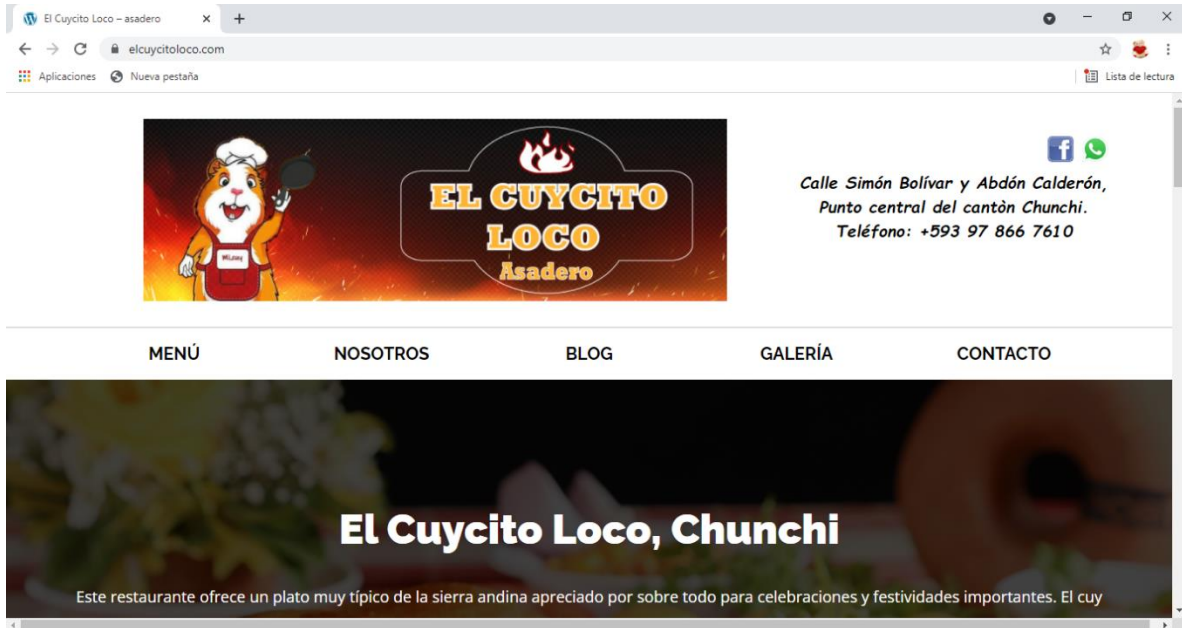 El Cuycito Loco – asadero
elcuycitoloco.com
Aplicaciones Nueva pestaña Lista de lectura
EL CUYCITO
LOCO
Asadero
Calle Simón Bolívar y Abdón Calderón,
Punto central del cantòn Chunchi.
Teléfono: +593 97 866 7610
MENÚ NOSOTROS BLOG GALERÍA CONTACTO
El Cuycito Loco, Chunchi
Este restaurante ofrece un plato muy típico de la sierra andina apreciado por sobre todo para celebraciones y festividades importantes. El cuy